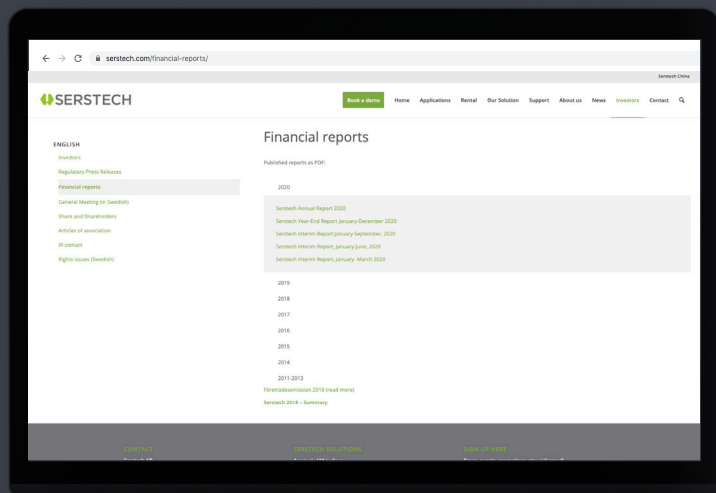 serstech.com/financial-reports/
Serstech China
SERSTECH
Book a demo Home Applications Rental Our Solution Support About us News Investors Contact
ENGLISH
Investors
Regulatory Press Releases
Financial reports
General Meeting (in Swedish)
Share and Shareholders
Articles of association
IR contact
Rights issues (Swedish)
Financial reports
Published reports as PDF:
2020
Serstech Annual Report 2020
Serstech Year-End Report January-December 2020
Serstech Interim Report January-September, 2020
Serstech Interim Report, January-June, 2020
Serstech Interim Report, January- March 2020
2019
2018
2017
2016
2015
2014
2011-2013
Företrädesemission 2018 (read more)
Serstech 2018 – Summary
CONTACT SERSTECH SOLUTIONS SIGN UP HERE